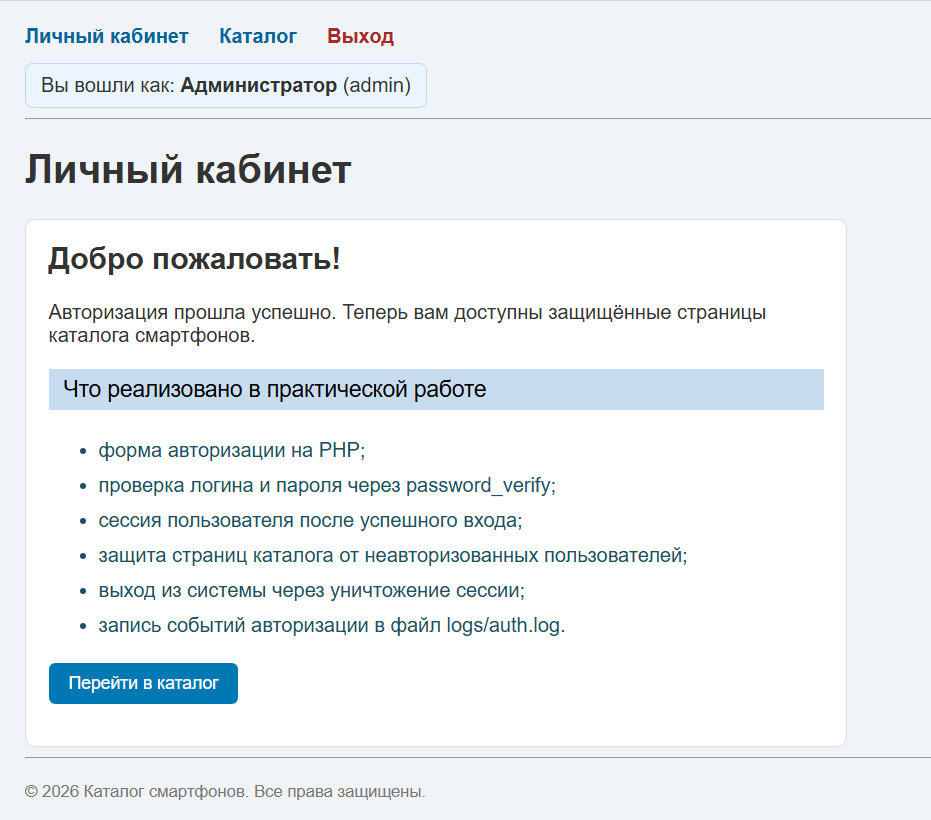 Личный кабинет Каталог Выход
Вы вошли как: Администратор (admin)
Личный кабинет
Добро пожаловать!
Авторизация прошла успешно. Теперь вам доступны защищённые страницы
каталога смартфонов.
Что реализовано в практической работе
форма авторизации на PHP;
проверка логина и пароля через password_verify;
сессия пользователя после успешного входа;
защита страниц каталога от неавторизованных пользователей;
выход из системы через уничтожение сессии;
запись событий авторизации в файл logs/auth.log.
Перейти в каталог
© 2026 Каталог смартфонов. Все права защищены.